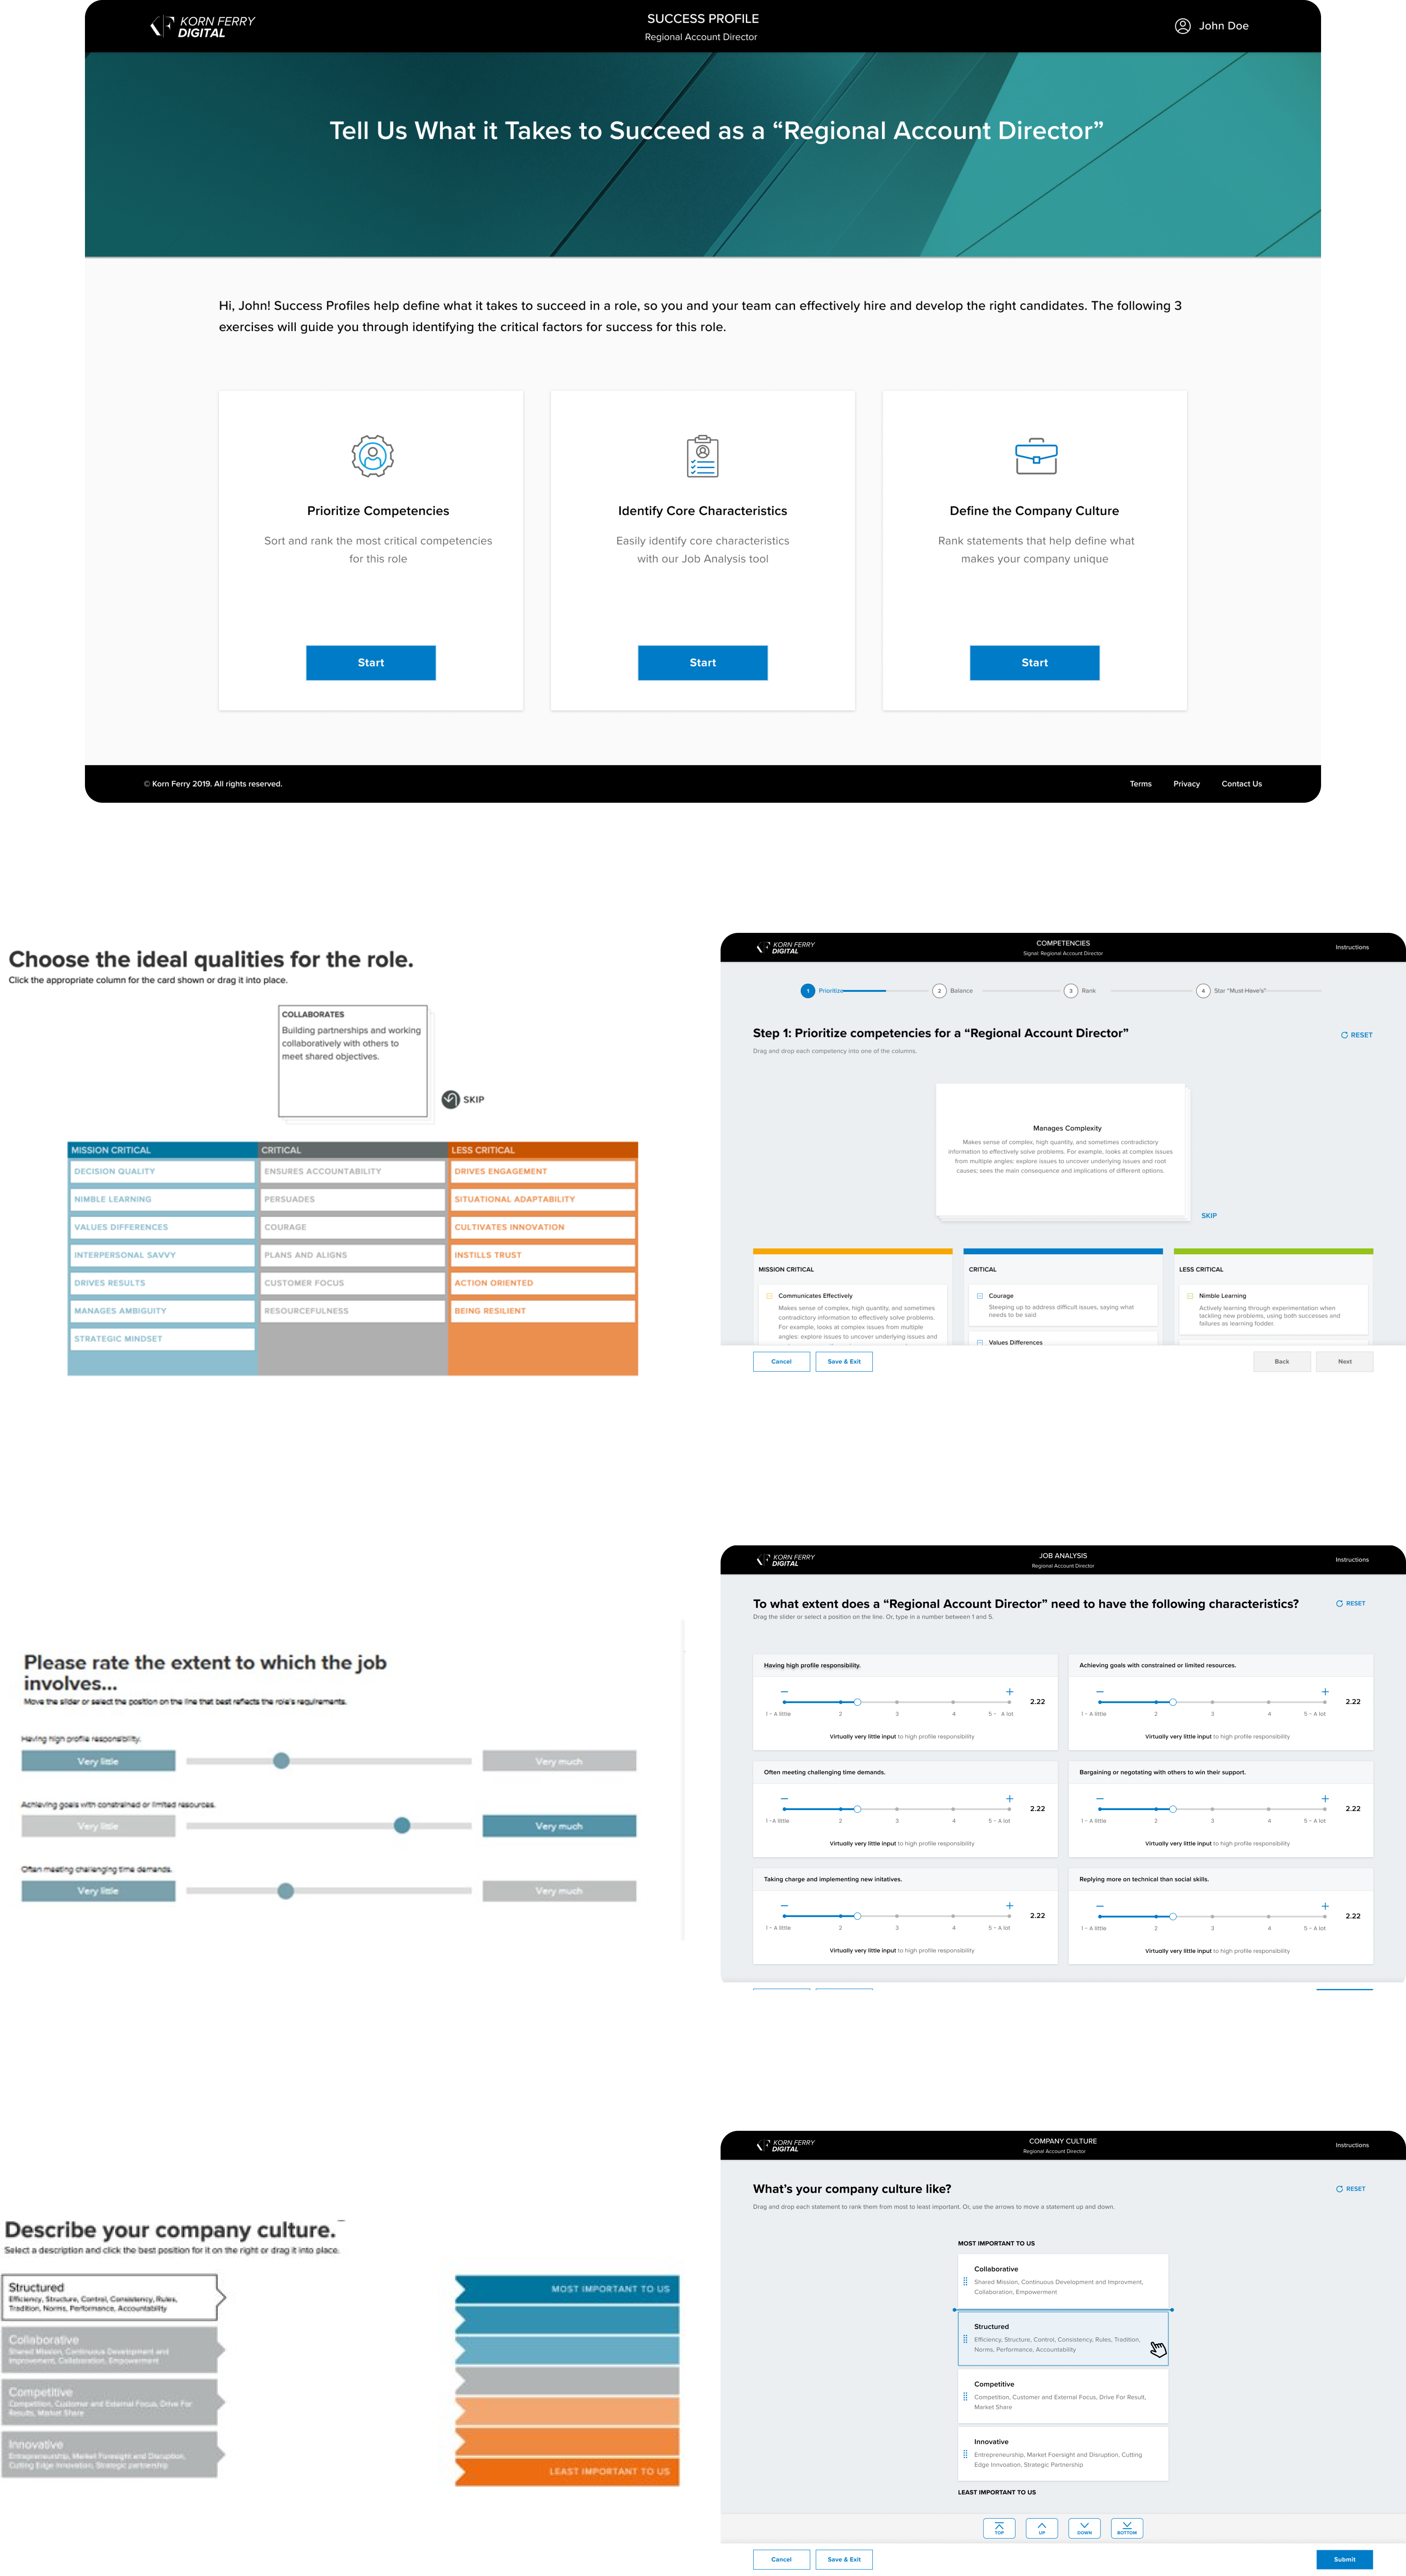 KORN FERRY
DIGITAL
SUCCESS PROFILE
Regional Account Director
John Doe
Tell Us What it Takes to Succeed as a “Regional Account Director”
Hi, John! Success Profiles help define what it takes to succeed in a role, so you and your team can effectively hire and develop the right candidates. The following 3
exercises will guide you through identifying the critical factors for success for this role.
Prioritize Competencies
Sort and rank the most critical competencies
for this role
Start
Identify Core Characteristics
Easily identify core characteristics
with our Job Analysis tool
Start
Define the Company Culture
Rank statements that help define what
makes your company unique
Start
© Korn Ferry 2019. All rights reserved.
Terms
Privacy
Contact Us
Choose the ideal qualities for the role.
Click the appropriate column for the card shown or drag it into place.
COLLABORATES
Building partnerships and working
collaboratively with others to
meet shared objectives.
SKIP
MISSION CRITICAL
DECISION QUALITY
NIMBLE LEARNING
VALUES DIFFERENCES
INTERPERSONAL SAVVY
DRIVES RESULTS
MANAGES AMBIGUITY
STRATEGIC MINDSET
CRITICAL
ENSURES ACCOUNTABILITY
PERSUADES
COURAGE
PLANS AND ALIGNS
CUSTOMER FOCUS
RESOURCEFULNESS
LESS CRITICAL
DRIVES ENGAGEMENT
SITUATIONAL ADAPTABILITY
CULTIVATES INNOVATION
INSTILLS TRUST
ACTION ORIENTED
BEING RESILIENT
KORN FERRY
DIGITAL
COMPETENCIES
Signal: Regional Account Director
Instructions
1 Prioritize
2 Balance
3 Rank
4 Star “Must-Have’s”
Step 1: Prioritize competencies for a “Regional Account Director”
RESET
Drag and drop each competency into one of the columns.
Manages Complexity
Makes sense of complex, high quantity, and sometimes contradictory
information to effectively solve problems. For example, looks at complex issues
from multiple angles: explore issues to uncover underlying issues and root
causes; sees the main consequence and implications of different options.
SKIP
MISSION CRITICAL
Communicates Effectively
Makes sense of complex, high quantity, and sometimes
contradictory information to effectively solve problems.
For example, looks at complex issues from multiple
angles: explore issues to uncover underlying issues and
CRITICAL
Courage
Steeping up to address difficult issues, saying what
needs to be said
Values Differences
LESS CRITICAL
Nimble Learning
Actively learning through experimentation when
tackling new problems, using both successes and
failures as learning fodder.
Cancel
Save & Exit
Back
Next
Please rate the extent to which the job
involves...
Move the slider or select the position on the line that best reflects the role's requirements.
Having high profile responsibility.
Very little
Very much
Achieving goals with constrained or limited resources.
Very little
Very much
Often meeting challenging time demands.
Very little
Very much
KORN FERRY
DIGITAL
JOB ANALYSIS
Regional Account Director
Instructions
To what extent does a “Regional Account Director” need to have the following characteristics?
RESET
Drag the slider or select a position on the line. Or, type in a number between 1 and 5.
Having high profile responsibility.
2.22
1 - A little 2 3 4 5 - A lot
Virtually very little input to high profile responsibility
Achieving goals with constrained or limited resources.
2.22
1 - A little 2 3 4 5 - A lot
Virtually very little input to high profile responsibility
Often meeting challenging time demands.
2.22
1 - A little 2 3 4 5 - A lot
Virtually very little input to high profile responsibility
Bargaining or negotating with others to win their support.
2.22
1 - A little 2 3 4 5 - A lot
Virtually very little input to high profile responsibility
Taking charge and implementing new initatives.
2.22
1 - A little 2 3 4 5 - A lot
Virtually very little input to high profile responsibility
Replying more on technical than social skills.
2.22
1 - A little 2 3 4 5 - A lot
Virtually very little input to high profile responsibility
Describe your company culture.
Select a description and click the best position for it on the right or drag it into place.
Structured
Efficiency, Structure, Control, Consistency, Rules,
Tradition, Norms, Performance, Accountability
Collaborative
Shared Mission, Continuous Development and
Improvement, Collaboration, Empowerment
Competitive
Competition, Customer and External Focus, Drive For
Results, Market Share
Innovative
Entrepreneurship, Market Foresight and Disruption,
Cutting Edge Innovation, Strategic partnership
MOST IMPORTANT TO US
LEAST IMPORTANT TO US
KORN FERRY
DIGITAL
COMPANY CULTURE
Regional Account Director
Instructions
What’s your company culture like?
RESET
Drag and drop each statement to rank them from most to least important. Or, use the arrows to move a statement up and down.
MOST IMPORTANT TO US
Collaborative
Shared Mission, Continuous Development and Improvment,
Collaboration, Empowerment
Structured
Efficiency, Structure, Control, Consistency, Rules, Tradition,
Norms, Performance, Accountability
Competitive
Competition, Customer and External Focus, Drive For Result,
Market Share
Innovative
Entrepreneurship, Market Foersight and Disruption, Cutting
Edge Innvoation, Strategic Partnership
LEAST IMPORTANT TO US
TOP
UP
DOWN
BOTTOM
Cancel
Save & Exit
Submit